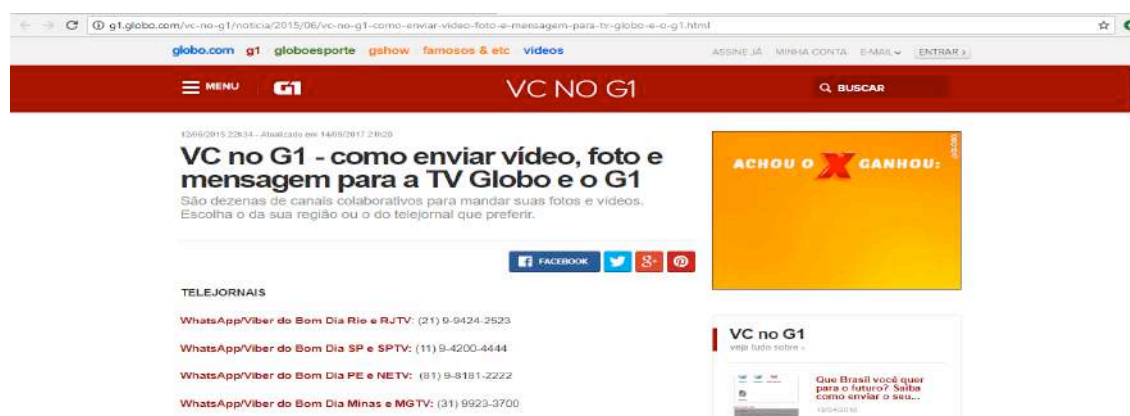 g1.globo.com/vc-no-g1/noticia/2015/06/vc-no-g1-como-enviar-video-foto-e-mensagem-para-tv-globo-e-o-g1.html
globo.com g1 globoesporte gshow famosos & etc vídeos
ASSINE JÁ MINHA CONTA E-MAIL ENTRAR ›
MENU G1 VC NO G1 BUSCAR
Atualizado em
VC no G1 - como enviar vídeo, foto e
mensagem para a TV Globo e o G1
São dezenas de canais colaborativos para mandar suas fotos e vídeos.
Escolha o da sua região ou o do telejornal que preferir.
FACEBOOK
TELEJORNAIS
WhatsApp/Viber do Bom Dia Rio e RJTV: (21) 9-9424-2523
WhatsApp/Viber do Bom Dia SP e SPTV: (11) 9-4200-4444
WhatsApp/Viber do Bom Dia PE e NETV: (81) 9-8181-2222
WhatsApp/Viber do Bom Dia Minas e MGTV: (31) 9923-3700
ACHOU O X GANHOU:
VC no G1
veja tudo sobre »
Que Brasil você quer
para o futuro? Saiba
como enviar o seu...